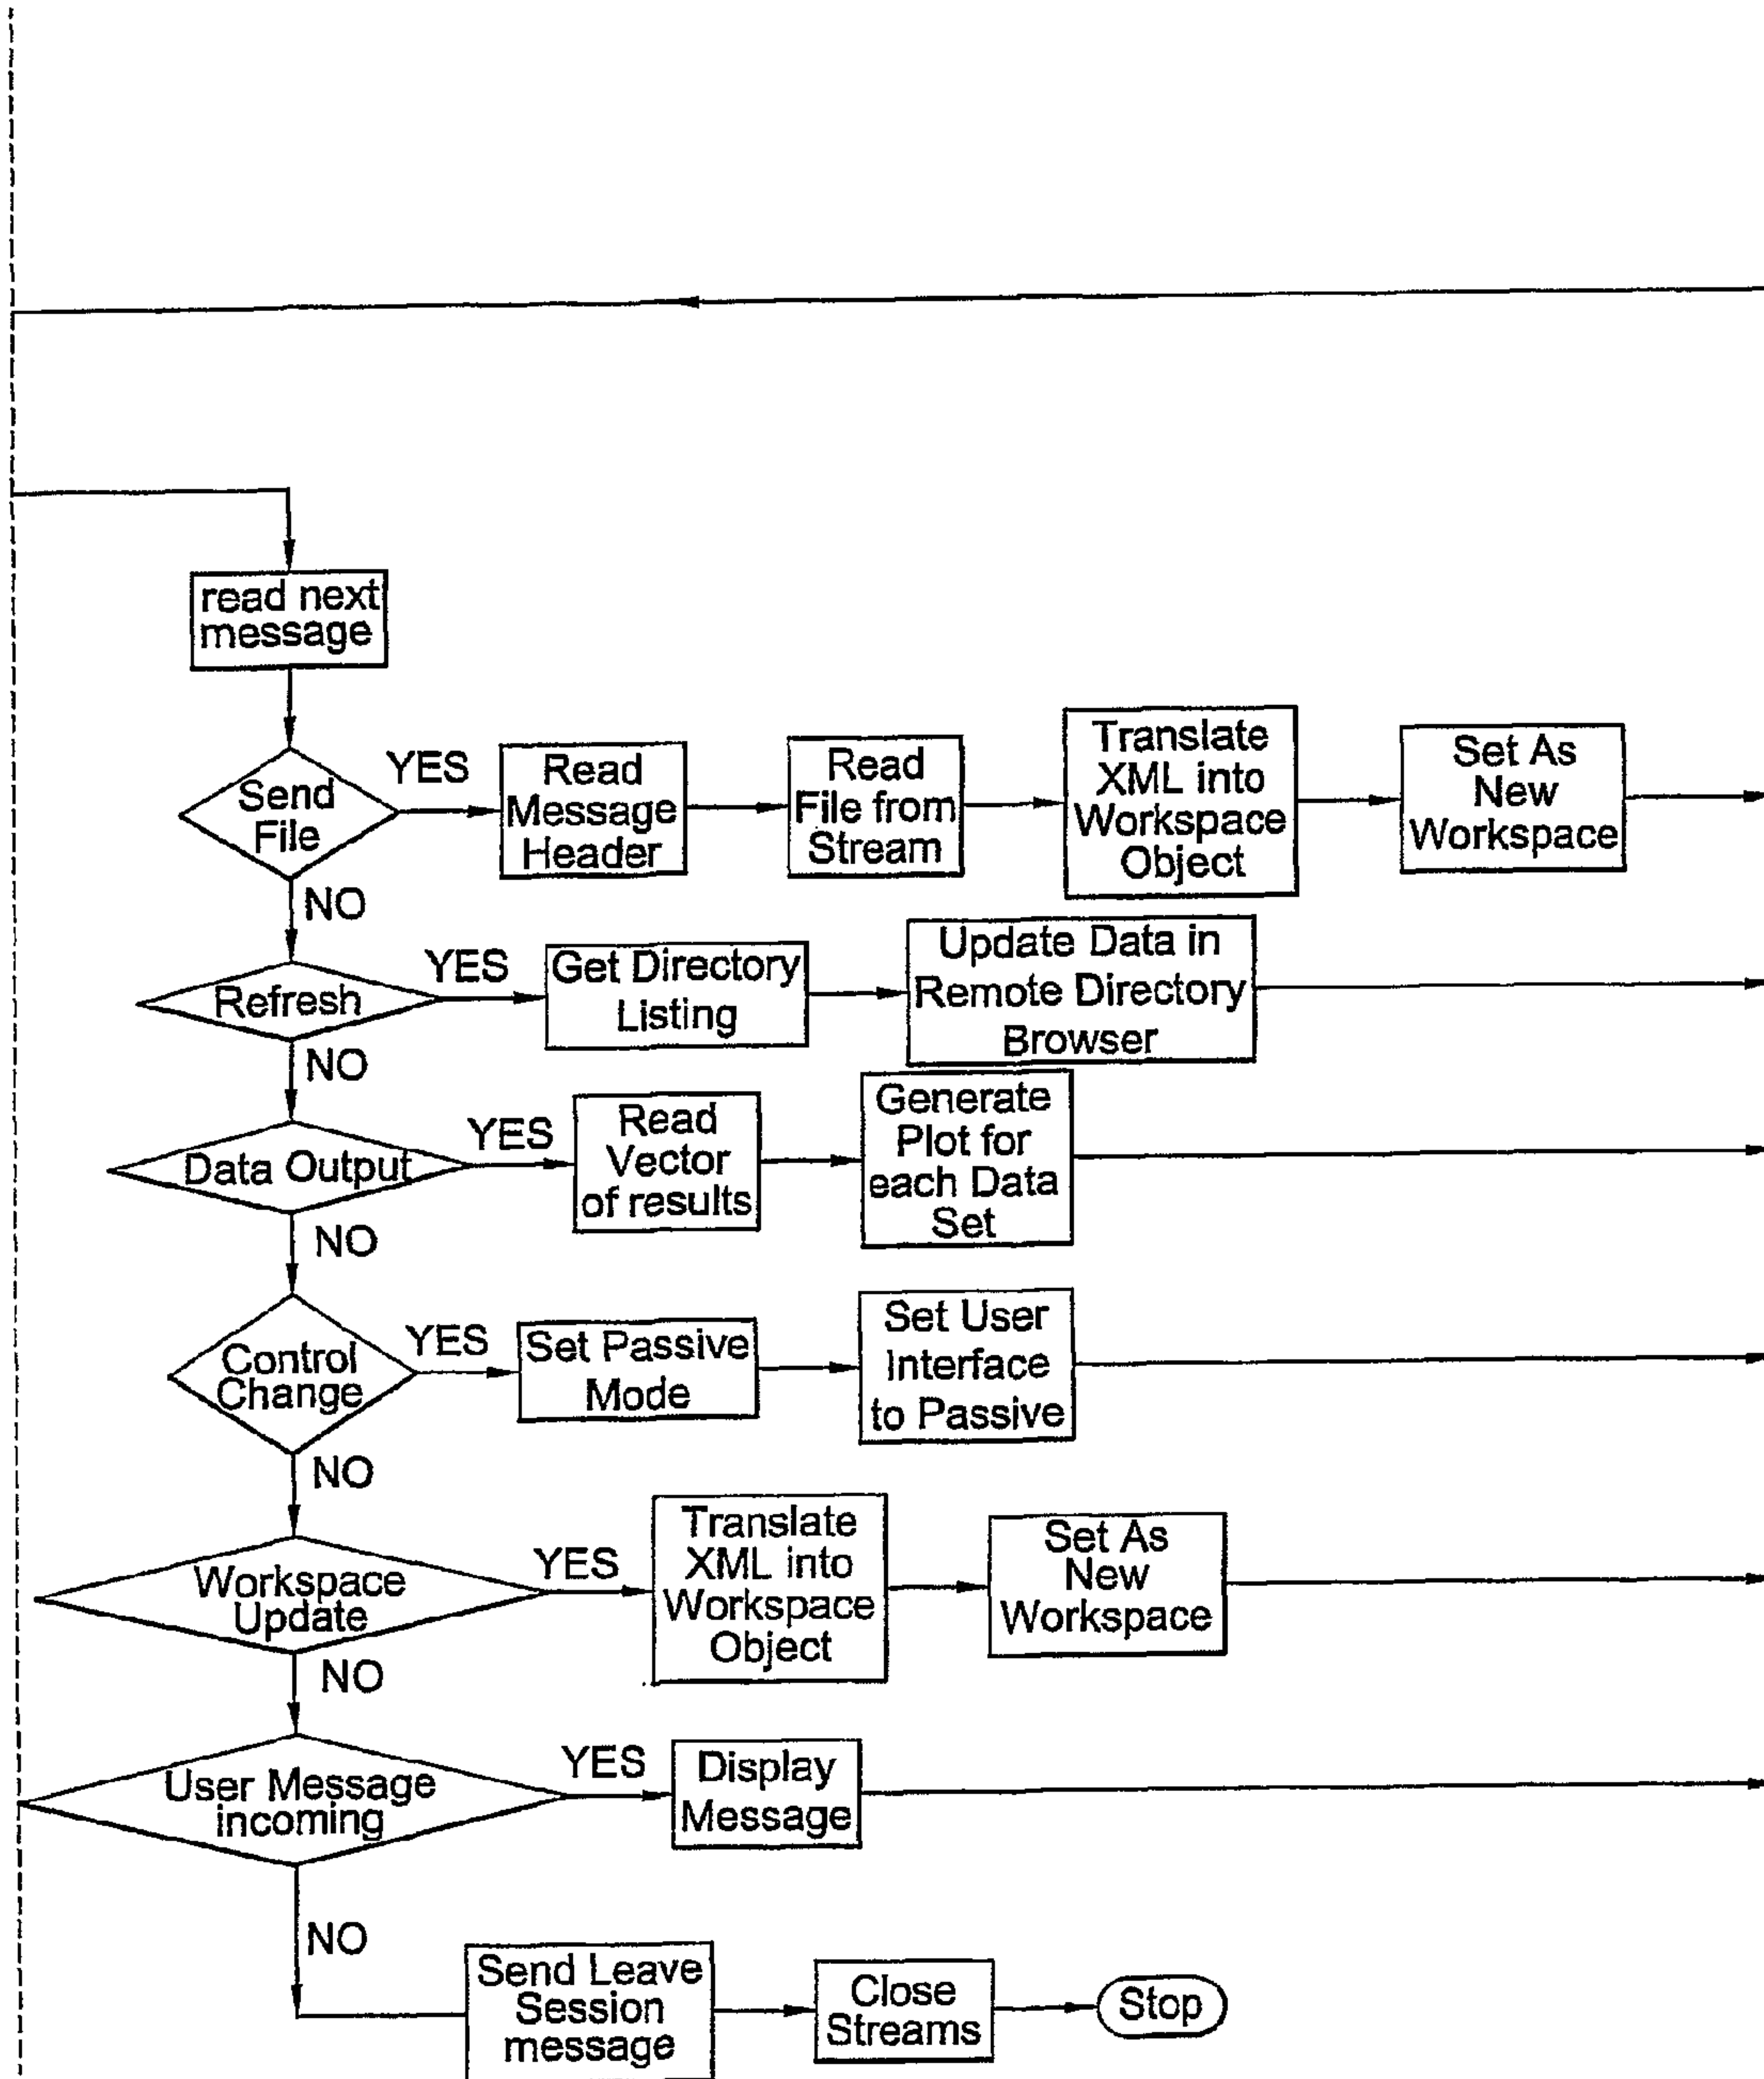 read next
message
YES
Send
File
Read
Message
Header
Read
File from
Stream
Translate
XML into
Workspace
Object
Set As
New
Workspace
NO
YES
Refresh
Get Directory
Listing
Update Data in
Remote Directory
Browser
NO
YES
Data Output
Read
Vector
of results
Generate
Plot for
each Data
Set
NO
YES
Control
Change
Set Passive
Mode
Set User
Interface
to Passive
NO
YES
Workspace
Update
Translate
XML into
Workspace
Object
Set As
New
Workspace
NO
YES
User Message
incoming
Display
Message
NO
Send Leave
Session
message
Close
Streams
Stop